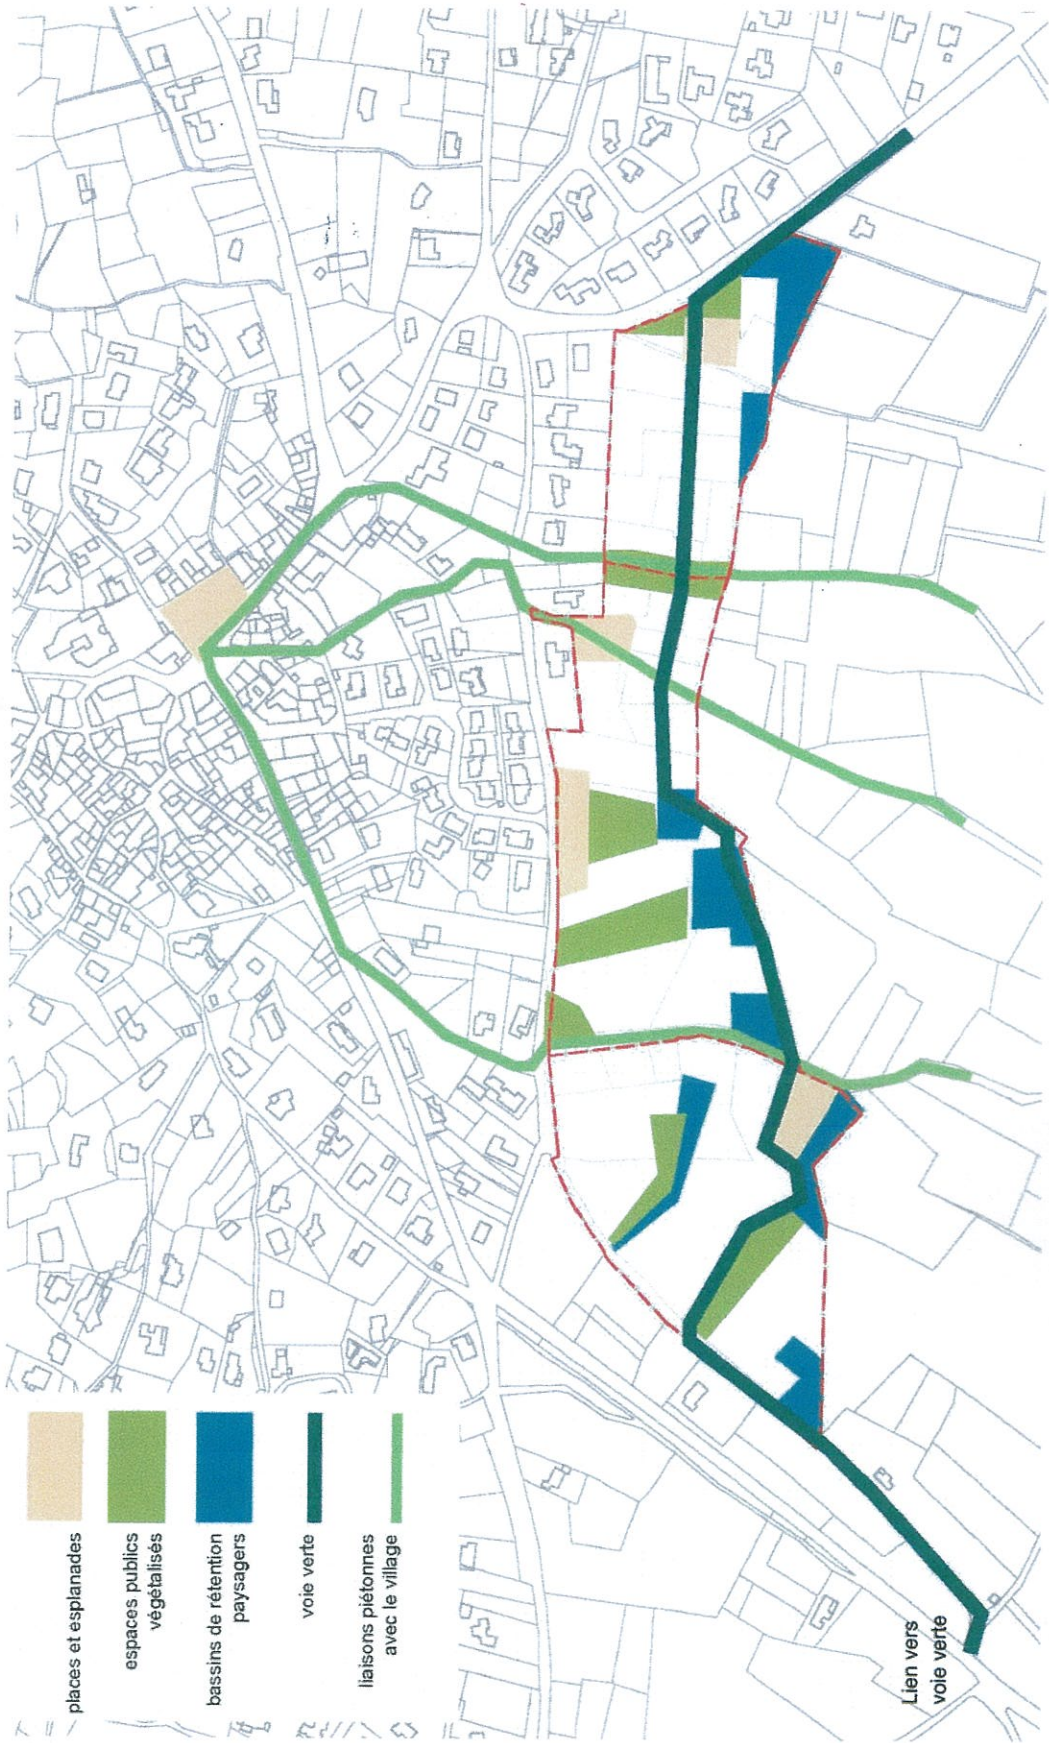 places et esplanades
espaces publics
végétalisés
bassins de rétention
paysagers
voie verte
liaisons piétonnes
avec le village
Lien vers
voie verte